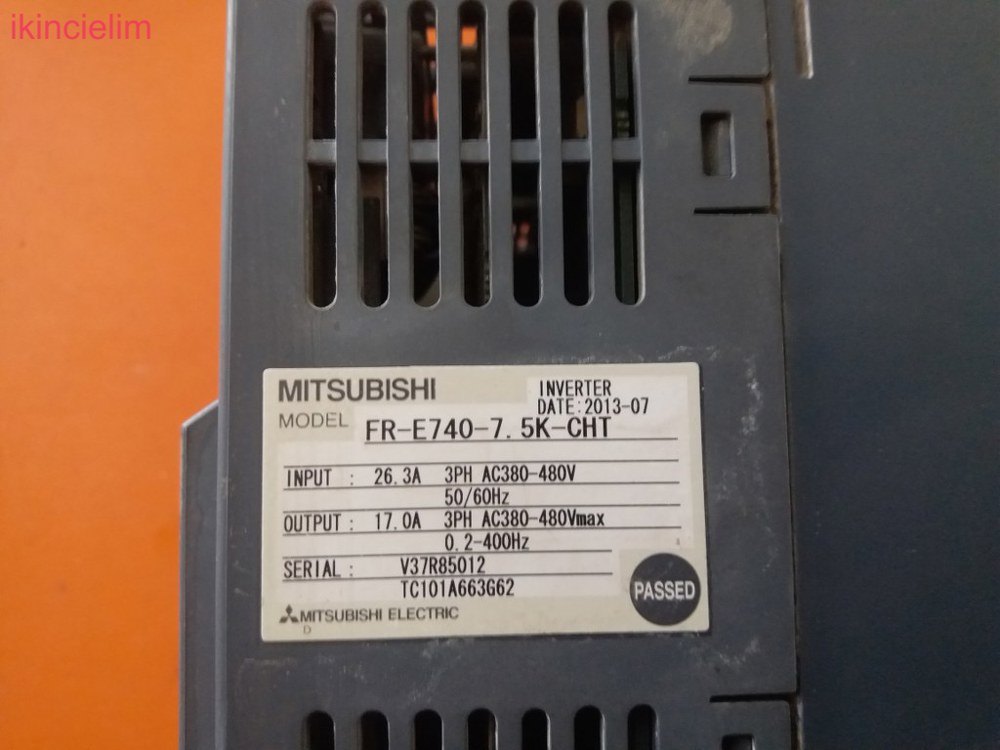 ikincielim
MITSUBISHI
INVERTER
DATE:2013-07
MODEL FR-E740-7.5K-CHT
INPUT : 26.3A 3PH AC380-480V
50/60Hz
OUTPUT : 17.0A 3PH AC380-480Vmax
0.2-400Hz
4
SERIAL : V37R85012
TC101A663G62
PASSED
MITSUBISHI ELECTRIC
D